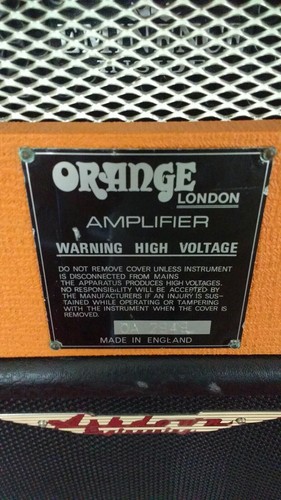 ORANGE
LONDON
AMPLIFIER
WARNING HIGH VOLTAGE
DO NOT REMOVE COVER UNLESS INSTRUMENT
IS DISCONNECTED FROM MAINS
THE APPARATUS PRODUCES HIGH VOLTAGES.
NO RESPONSIBILITY WILL BE ACCEPTED BY
THE MANUFACTURERS IF AN INJURY IS SUS-
TAINED WHILE OPERATING OR TAMPERING
WITH THE INSTRUMENT WHEN THE COVER IS
REMOVED.
MADE IN ENGLAND